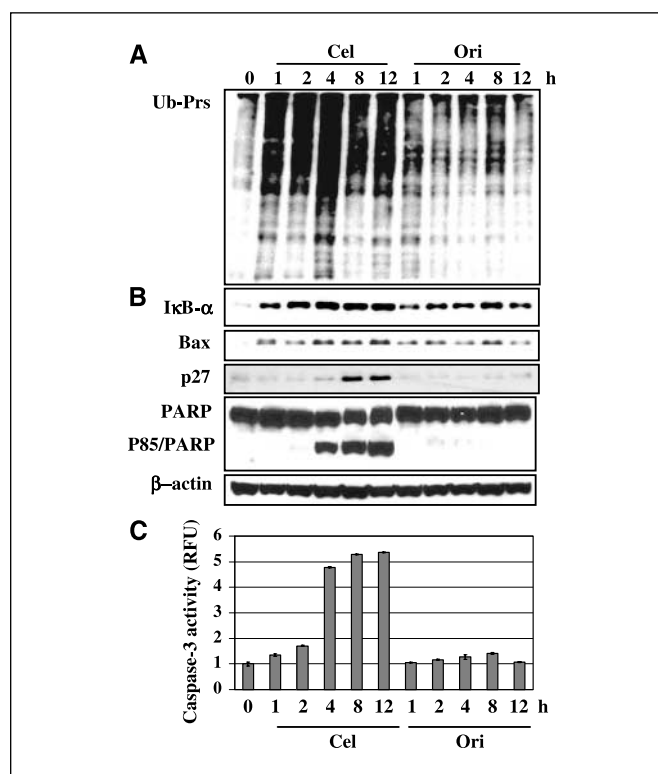 A
Cel Ori
0 1 2 4 8 12 1 2 4 8 12 h
Ub-Prs
B
IκB-α
Bax
p27
PARP
P85/PARP
β–actin
C
Caspase-3 activity (RFU)
6
5
4
3
2
1
0
0 1 2 4 8 12 1 2 4 8 12 h
Cel Ori